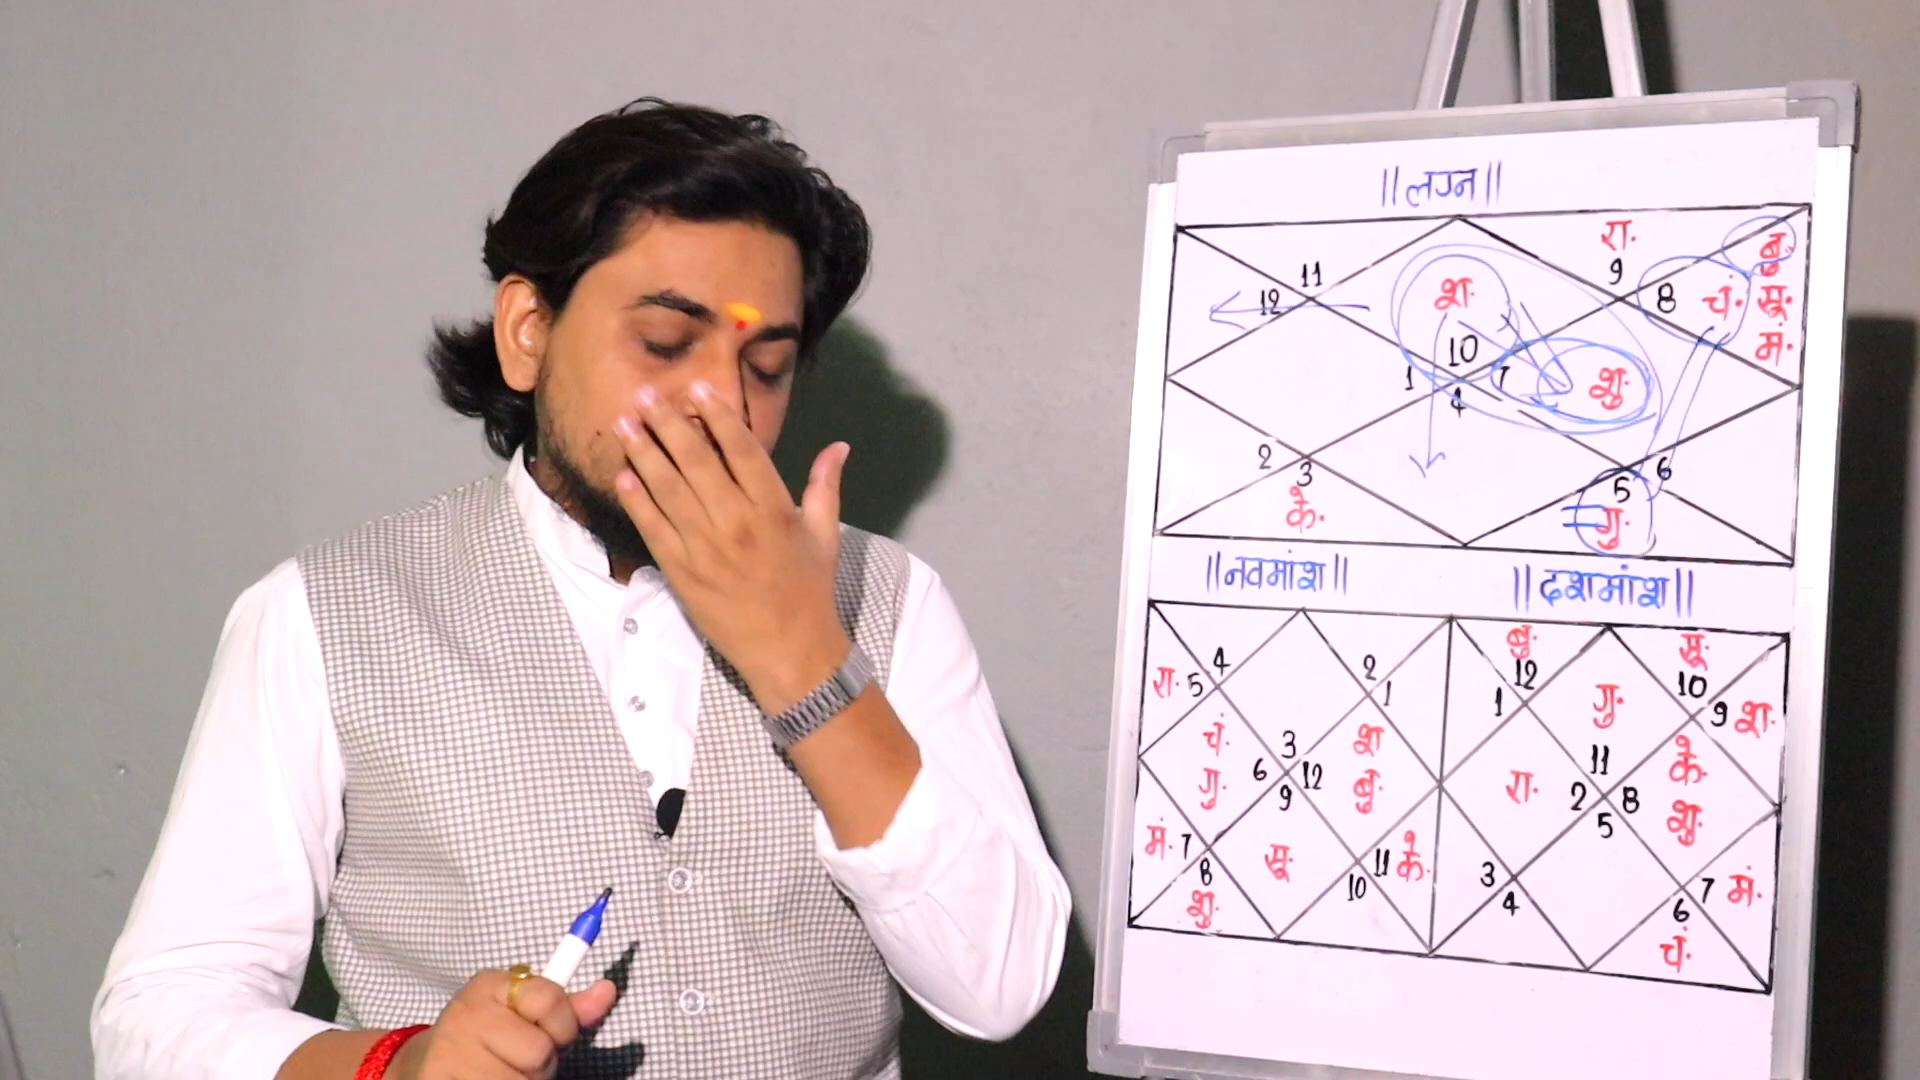 ||लग्न||
रा.
बु.
11
9
12
श.
8 चं. सू.
10
मं.
1
7
शु.
4
2
3
6
5
के.
गु.
||नवमांश|| ||दशमांश||
4
2
रा. 5
1
चं.
3
श
6
12
गु.
9
बु.
मं. 7
सू.
11 के.
8
10
शु.
बु.
सू.
12
10
1
गु.
9 श.
11
के.
रा.
2
8
शु.
5
3
7 मं.
4
6
चं.